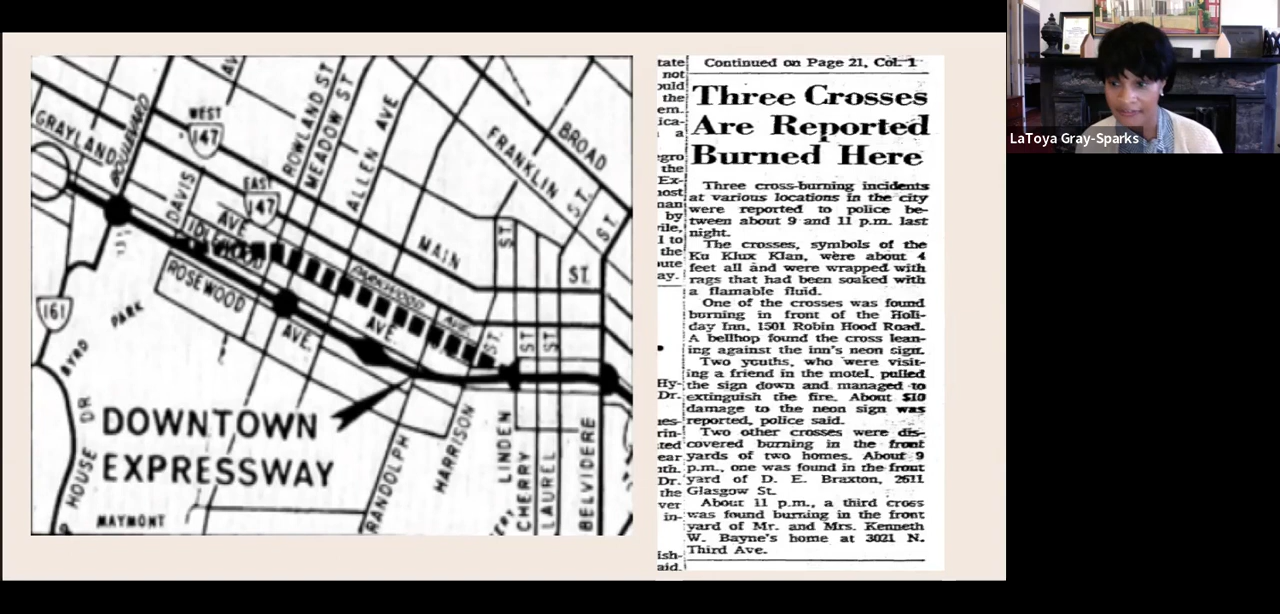 BROAD
ST.
WEST
147
GRAYLAND
BOULEVARD
ROWLAND ST
MEADOW ST
ALLEN AVE
FRANKLIN ST.
DAVIS
AVE
EAST
147
MAIN
ST.
ST
IDLEWOOD
PARKWOOD AVE.
ROSEWOOD
AVE.
AVE.
ST.
ST
ST
161
PARK
BYRD
HOUSE DR
DOWNTOWN
EXPRESSWAY
MAYMONT
RANDOLPH
HARRISON
LINDEN
CHERRY
LAUREL
BELVIDERE
Continued on Page 21, Col. 1
Three Crosses
Are Reported
Burned Here
Three cross-burning incidents
at various locations in the city
were reported to police be-
tween about 9 and 11 p.m. last
night.
The crosses, symbols of the
Ku Klux Klan, were about 4
feet all and were wrapped with
rags that had been soaked with
a flamable fluid.
One of the crosses was found
burning in front of the Holi-
day Inn, 1501 Robin Hood Road.
A bellhop found the cross lean-
ing against the inn's neon sign.
Two youths, who were visit-
ing a friend in the motel, pulled
the sign down and managed to
extinguish the fire. About $10
damage to the neon sign was
reported, police said.
Two other crosses were dis-
covered burning in the front
yards of two homes. About 9
p.m., one was found in the front
yard of D. E. Braxton, 2611
Glasgow St.
About 11 p.m., a third cross
was found burning in the front
yard of Mr. and Mrs. Kenneth
W. Bayne's home at 3021 N.
Third Ave.
LaToya Gray-Sparks